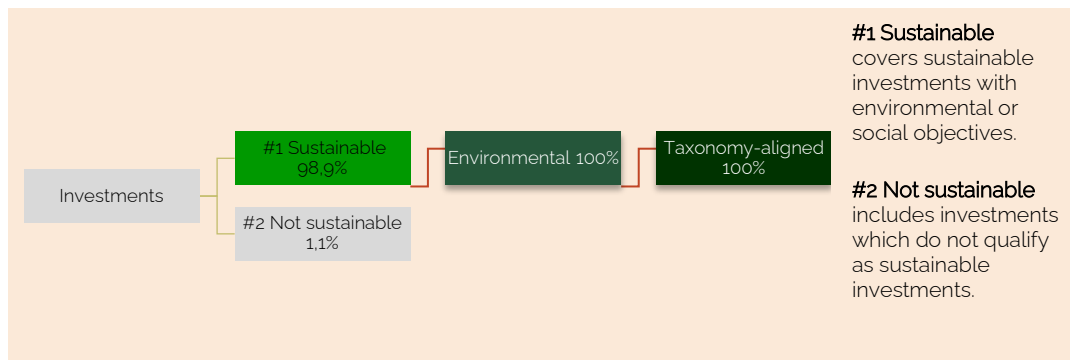 Investments
#1 Sustainable
98,9%
#2 Not sustainable
1,1%
Environmental 100%
Taxonomy-aligned
100%
#1 Sustainable
covers sustainable
investments with
environmental or
social objectives.
#2 Not sustainable
includes investments
which do not qualify
as sustainable
investments.